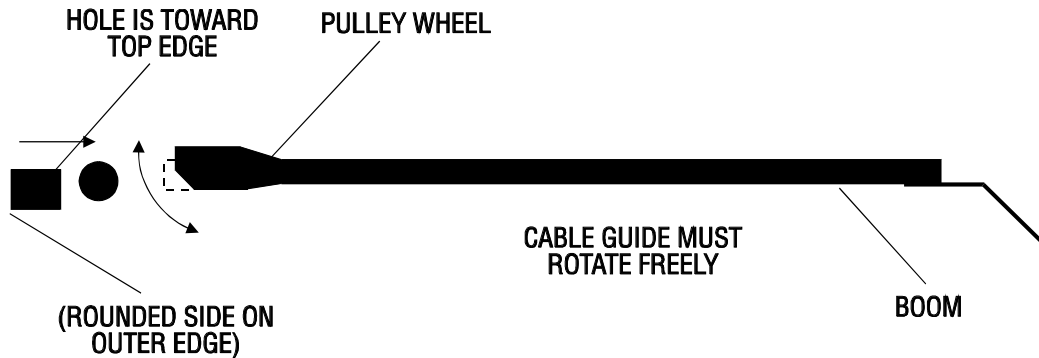 HOLE IS TOWARD
TOP EDGE
PULLEY WHEEL
CABLE GUIDE MUST
ROTATE FREELY
BOOM
(ROUNDED SIDE ON
OUTER EDGE)